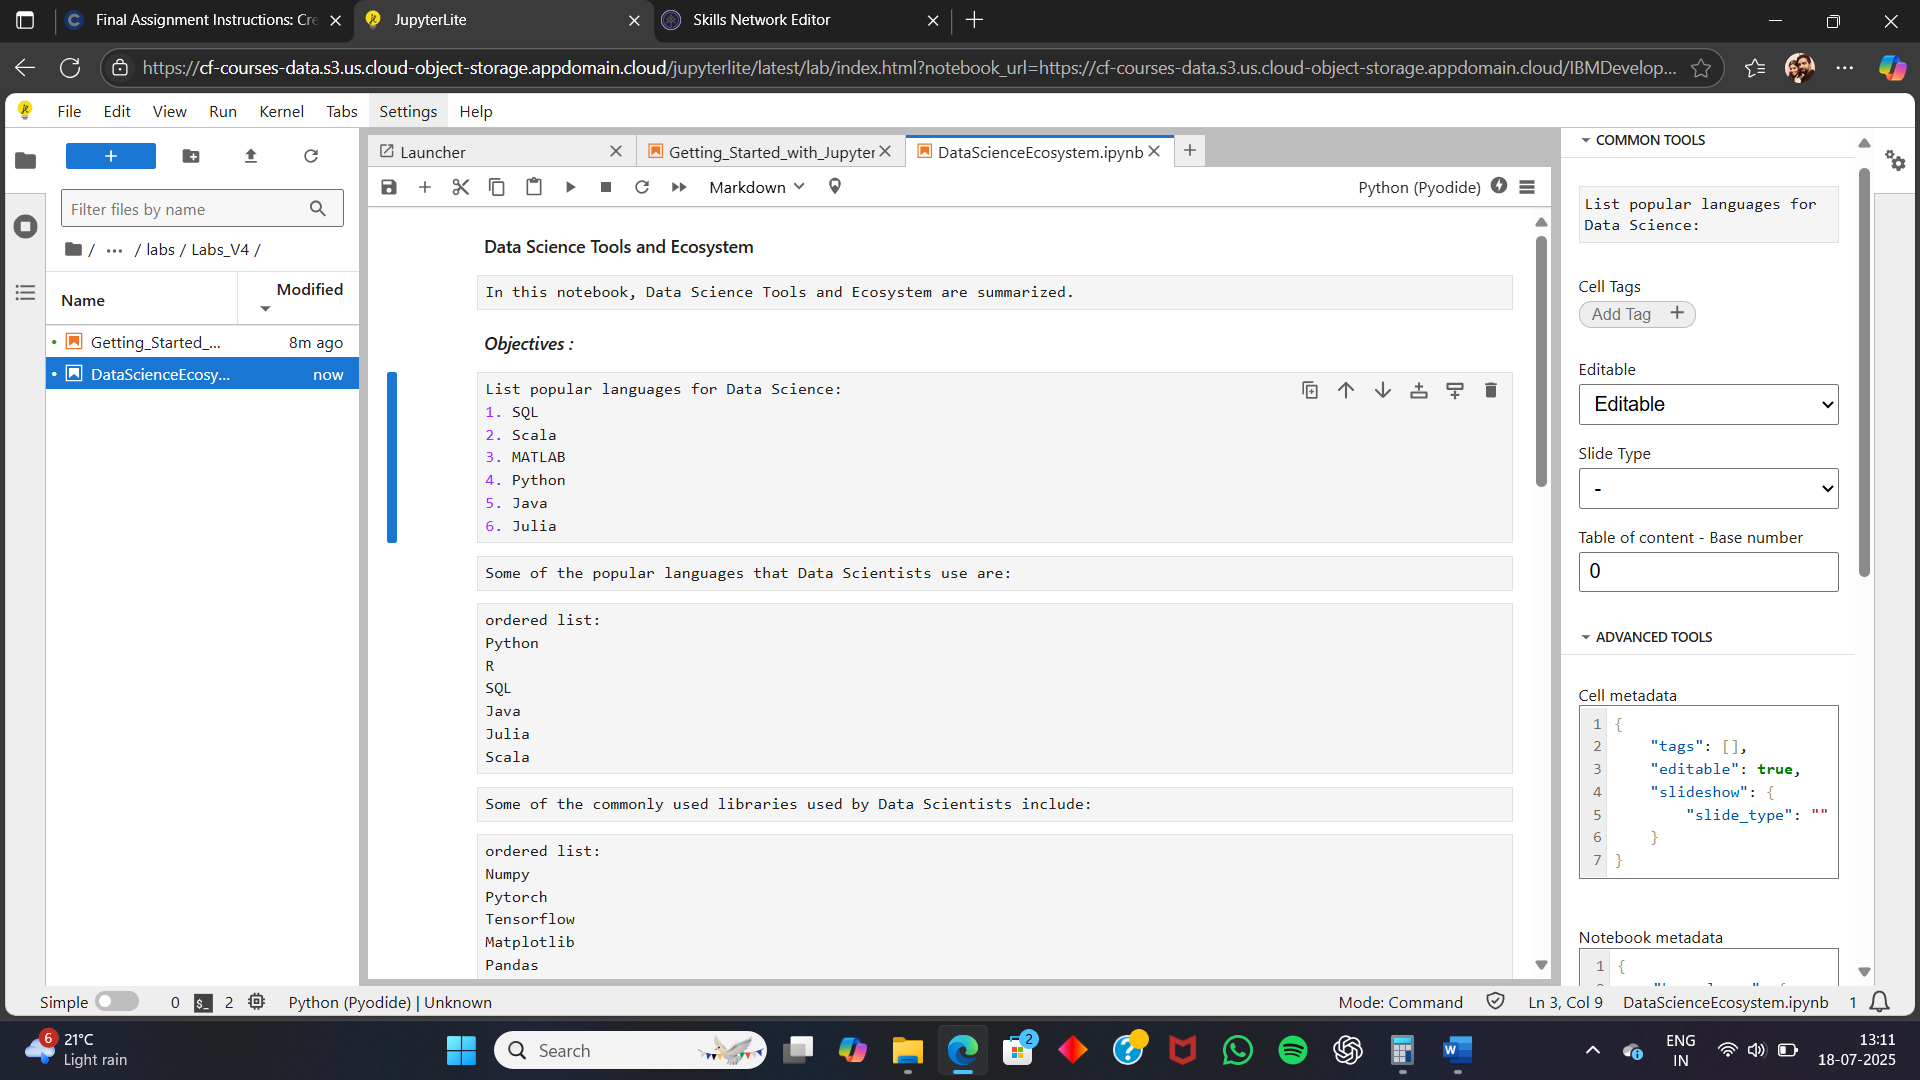 Final Assignment Instructions: Cre
JupyterLite
Skills Network Editor
https://cf-courses-data.s3.us.cloud-object-storage.appdomain.cloud/jupyterlite/latest/lab/index.html?notebook_url=https://cf-courses-data.s3.us.cloud-object-storage.appdomain.cloud/IBMDevelop...
File Edit View Run Kernel Tabs Settings Help
Filter files by name
/ ... / labs / Labs_V4 /
Name Modified
Getting_Started_... 8m ago
DataScienceEcosy... now
Launcher
Getting_Started_with_Jupyter
DataScienceEcosystem.ipynb
Markdown
Python (Pyodide)
Data Science Tools and Ecosystem
In this notebook, Data Science Tools and Ecosystem are summarized.
Objectives :
List popular languages for Data Science:
1. SQL
2. Scala
3. MATLAB
4. Python
5. Java
6. Julia
Some of the popular languages that Data Scientists use are:
ordered list:
Python
R
SQL
Java
Julia
Scala
Some of the commonly used libraries used by Data Scientists include:
ordered list:
Numpy
Pytorch
Tensorflow
Matplotlib
Pandas
COMMON TOOLS
List popular languages for
Data Science:
Cell Tags
Add Tag +
Editable
Editable
Slide Type
-
Table of content - Base number
0
ADVANCED TOOLS
Cell metadata
1 {
2 "tags": [],
3 "editable": true,
4 "slideshow": {
5 "slide_type": ""
6 }
7 }
Notebook metadata
1 {
Simple 0 $_ 2 Python (Pyodide) | Unknown
Mode: Command Ln 3, Col 9 DataScienceEcosystem.ipynb 1
6
21°C
Light rain
Search
2
ENG
IN
13:11
18-07-2025